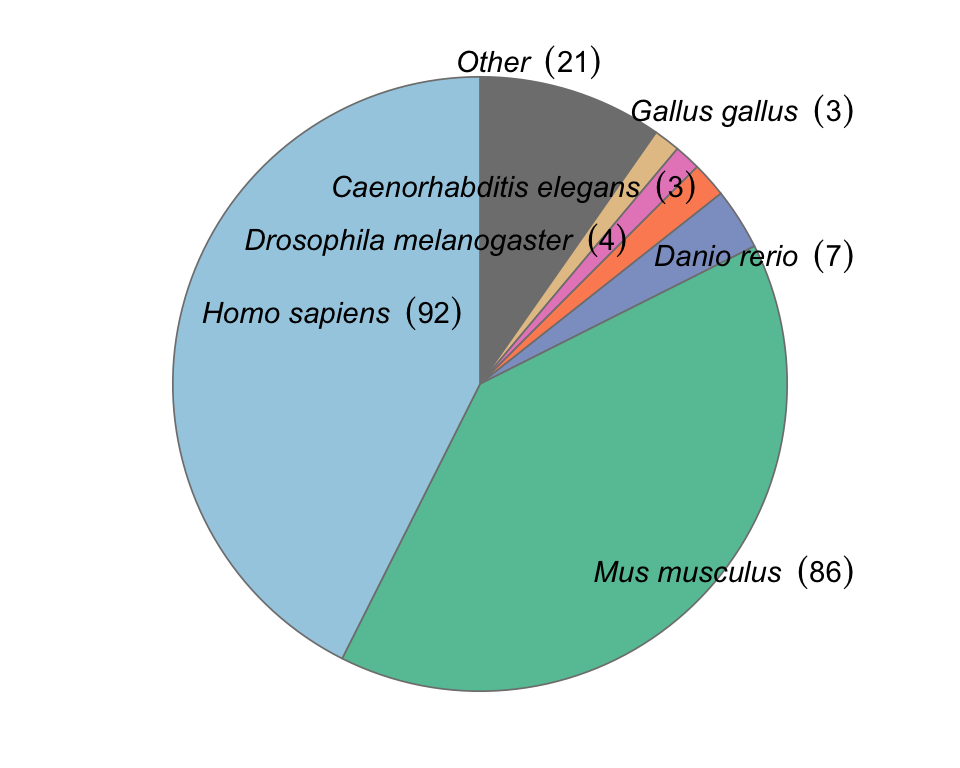 Other (21)
Gallus gallus (3)
Caenorhabditis elegans (3)
Drosophila melanogaster (4)
Danio rerio (7)
Homo sapiens (92)
Mus musculus (86)